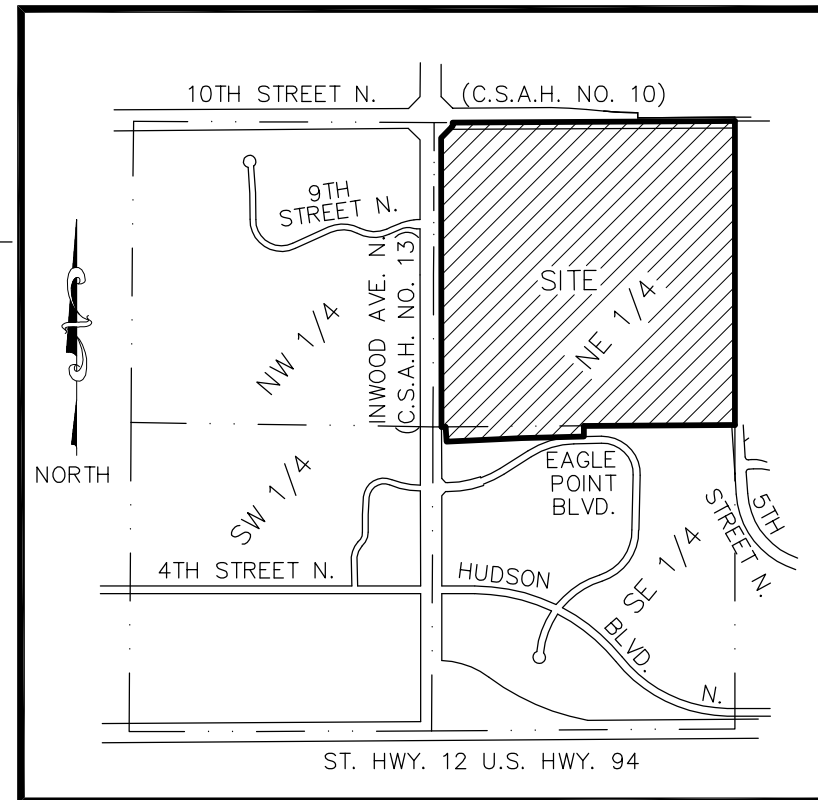 10TH STREET N.
(C.S.A.H. NO. 10)
9TH
STREET N.
INWOOD AVE. N.
(C.S.A.H. NO. 13)
SITE
NE 1/4
NW 1/4
NORTH
SW 1/4
EAGLE
POINT
BLVD.
5TH
STREET N.
SE 1/4
4TH STREET N.
HUDSON
BLVD.
N.
ST. HWY. 12 U.S. HWY. 94